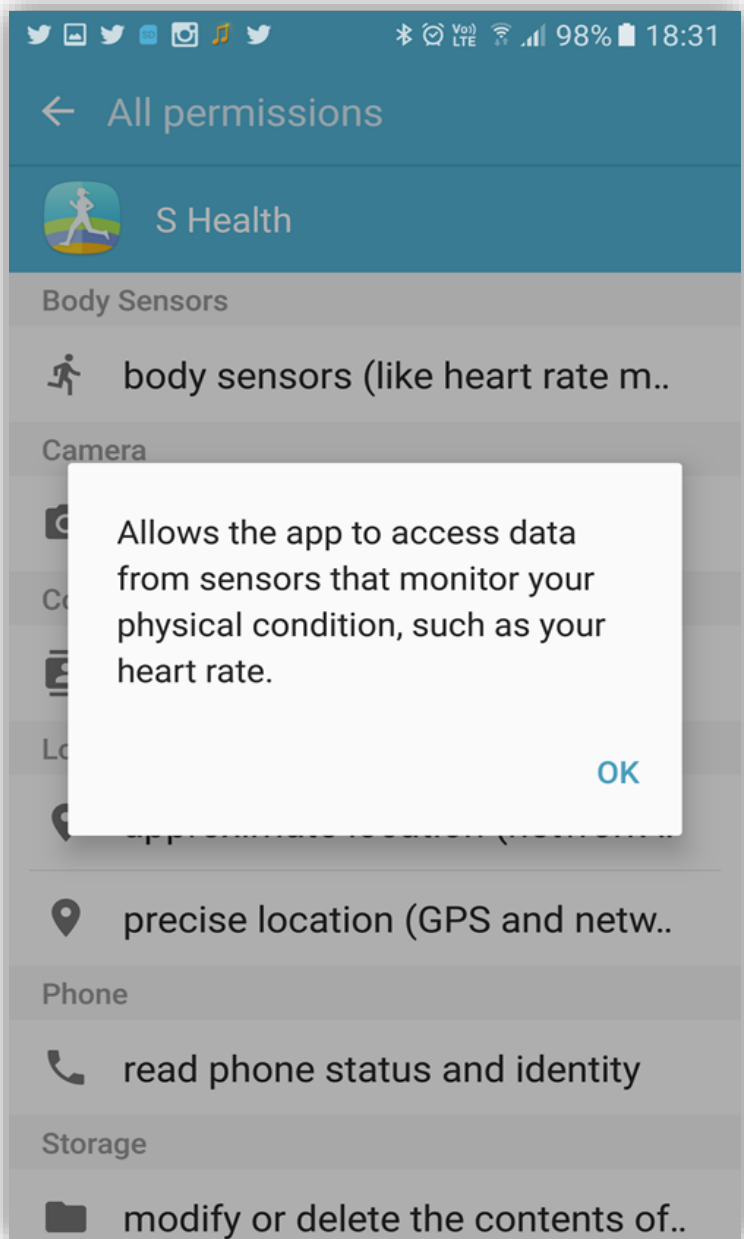 VoLTE 98% 18:31
All permissions
S Health
Body Sensors
body sensors (like heart rate m..
Camera
Allows the app to access data
from sensors that monitor your
physical condition, such as your
heart rate.
OK
precise location (GPS and netw..
Phone
read phone status and identity
Storage
modify or delete the contents of..